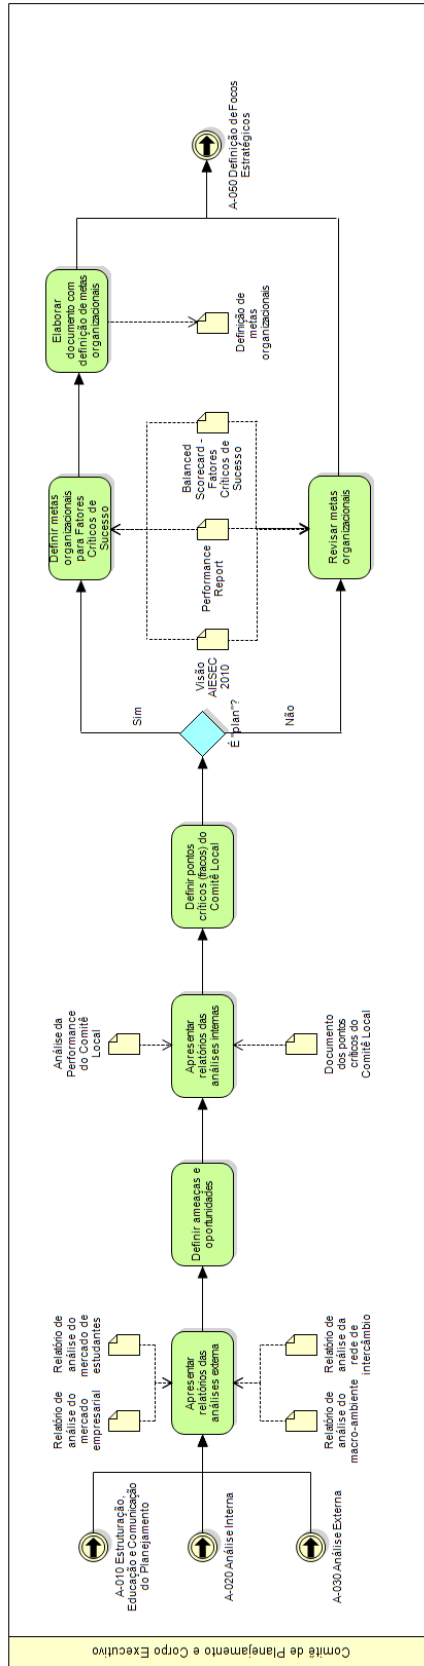 Comitê de Planejamento e Corpo Executivo
A-010 Estruturação,
Educação e Comunicação
do Planejamento
A-020 Análise Interna
A-030 Análise Externa
Relatório de
análise do
mercado
empresarial
Relatório de
análise do
mercado de
estudantes
Apresentar
relatórios das
análises externa
Relatório de
análise do
macro-ambiente
Relatório de
análise da
rede de
intercâmbio
Definir ameaças e
oportunidades
Análise da
Performance
do Comitê
Local
Apresentar
relatórios das
análises internas
Documento
dos pontos
críticos do
Comitê Local
Definir pontos
críticos (fracos) do
Comitê Local
É "plan"?
Sim
Não
Visão
AIESEC
2010
Performance
Report
Balanced
Scorecard -
Fatores
Críticos de
Sucesso
Definir metas
organizacionais
para Fatores
Críticos de
Sucesso
Revisar metas
organizacionais
Elaborar
documento com
definição de metas
organizacionais
Definição de
metas
organizacionais
A-050 Definição de Focos
Estratégicos